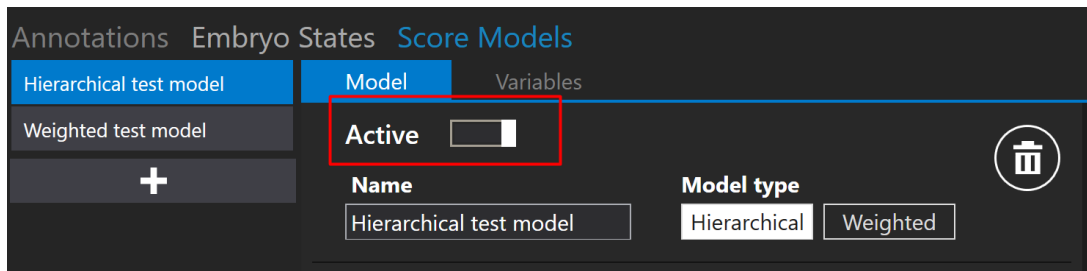 Annotations Embryo States Score Models
Hierarchical test model
Model Variables
Weighted test model
Active
Name Model type
Hierarchical test model Hierarchical Weighted